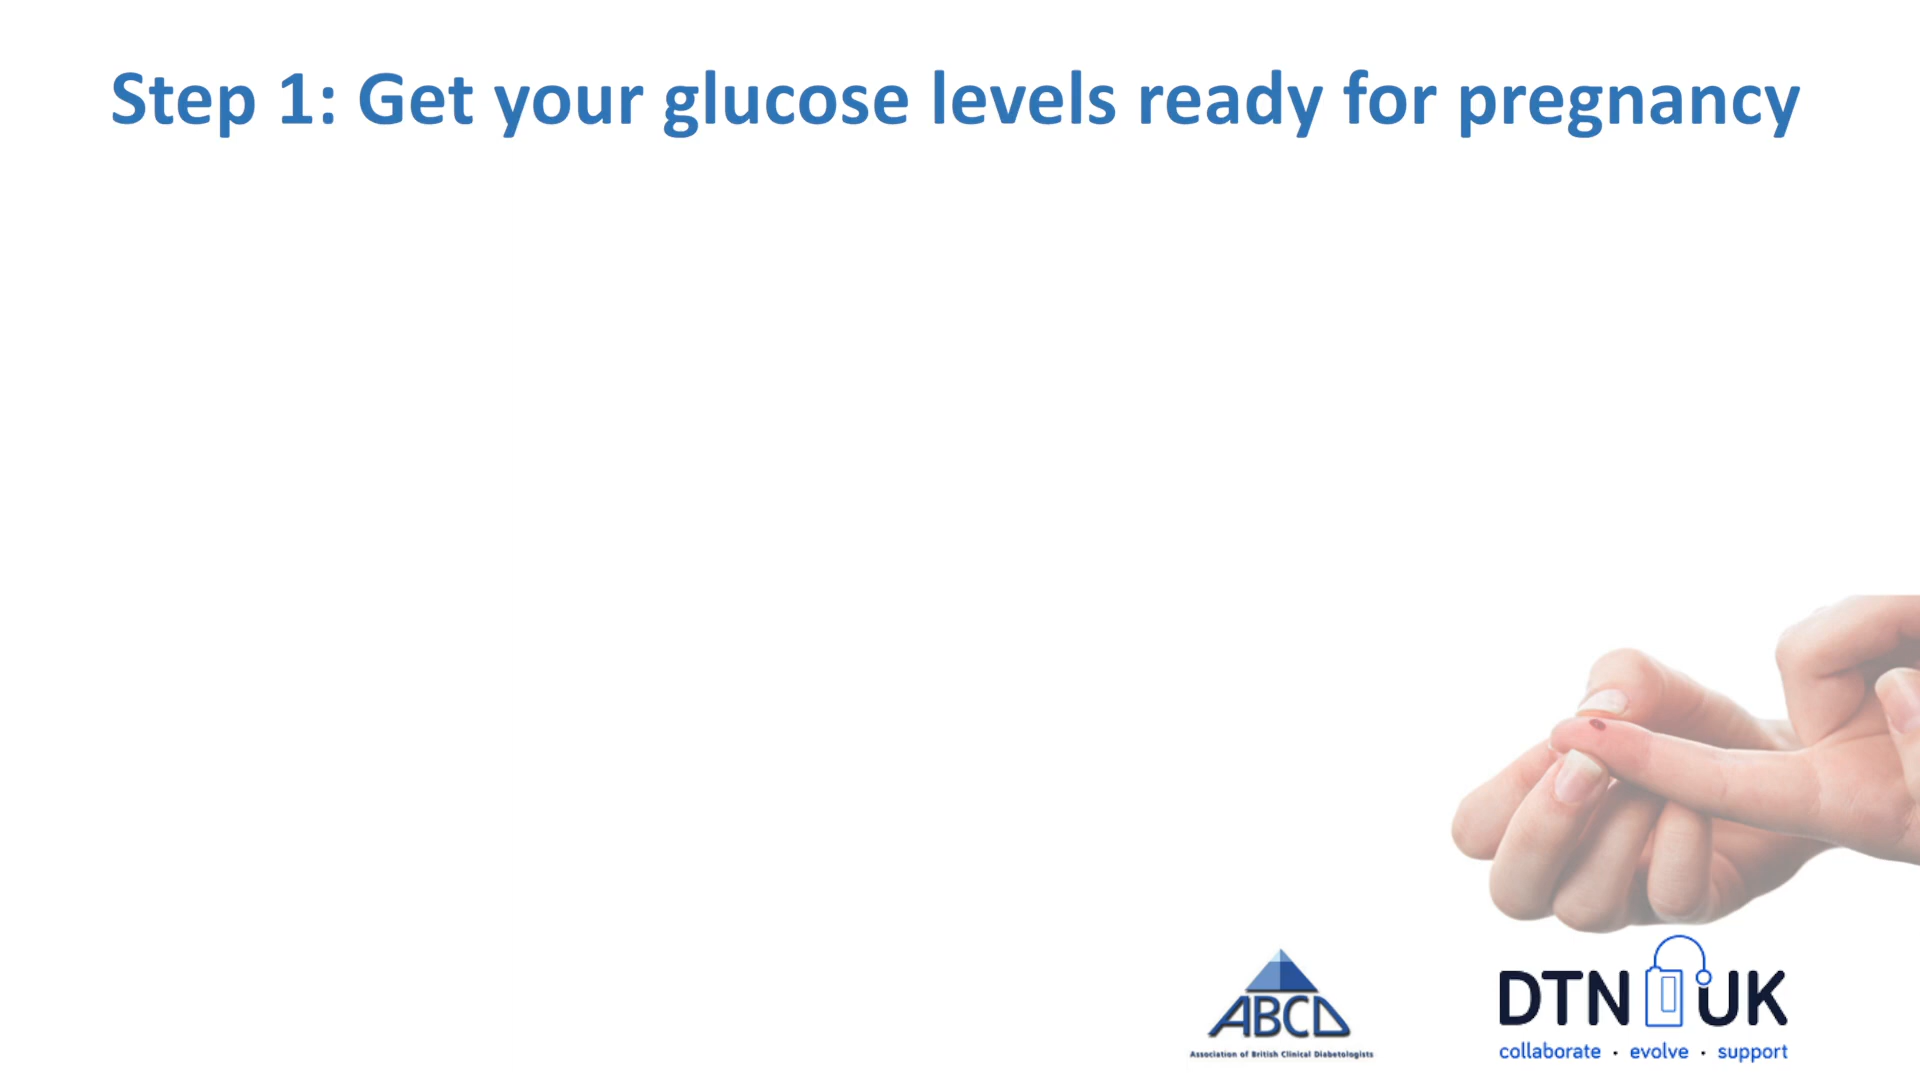 Step 1: Get your glucose levels ready for pregnancy
ABCD
Association of British Clinical Diabetologists
DTN UK
collaborate · evolve · support